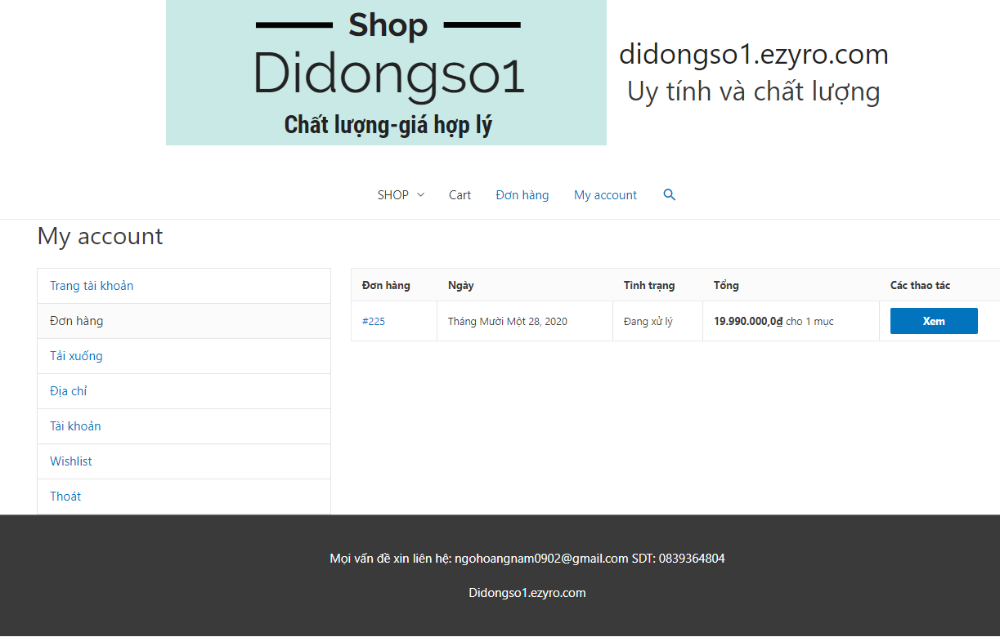 Shop
Didongso1
Chất lượng-giá hợp lý
didongso1.ezyro.com
Uy tính và chất lượng
SHOP Cart Đơn hàng My account
My account
Trang tài khoản
Đơn hàng
Tải xuống
Địa chỉ
Tài khoản
Wishlist
Thoát
Đơn hàng Ngày Tình trạng Tổng Các thao tác
#225 Tháng Mười Một 28, 2020 Đang xử lý 19.990.000,0₫ cho 1 mục Xem
Mọi vấn đề xin liên hệ: ngohoangnam0902@gmail.com SDT: 0839364804
Didongso1.ezyro.com